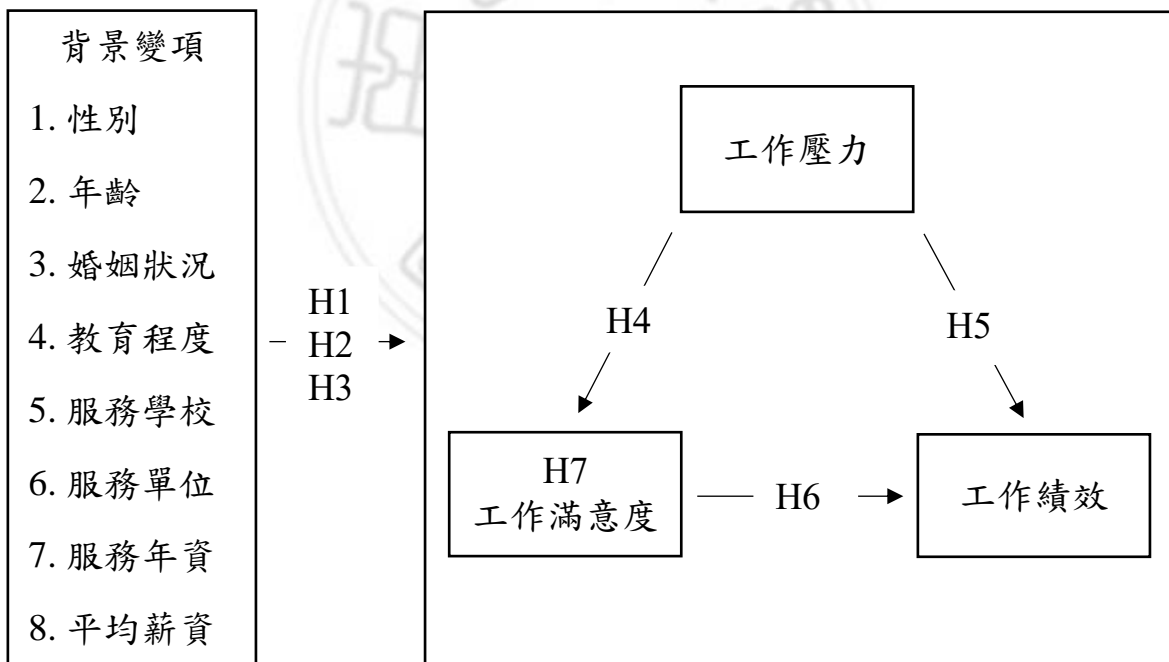 背景變項
1. 性別
2. 年齡
3. 婚姻狀況
4. 教育程度
5. 服務學校
6. 服務單位
7. 服務年資
8. 平均薪資
H1
H2
H3
工作壓力
H4
H5
H7
工作滿意度
H6
工作績效